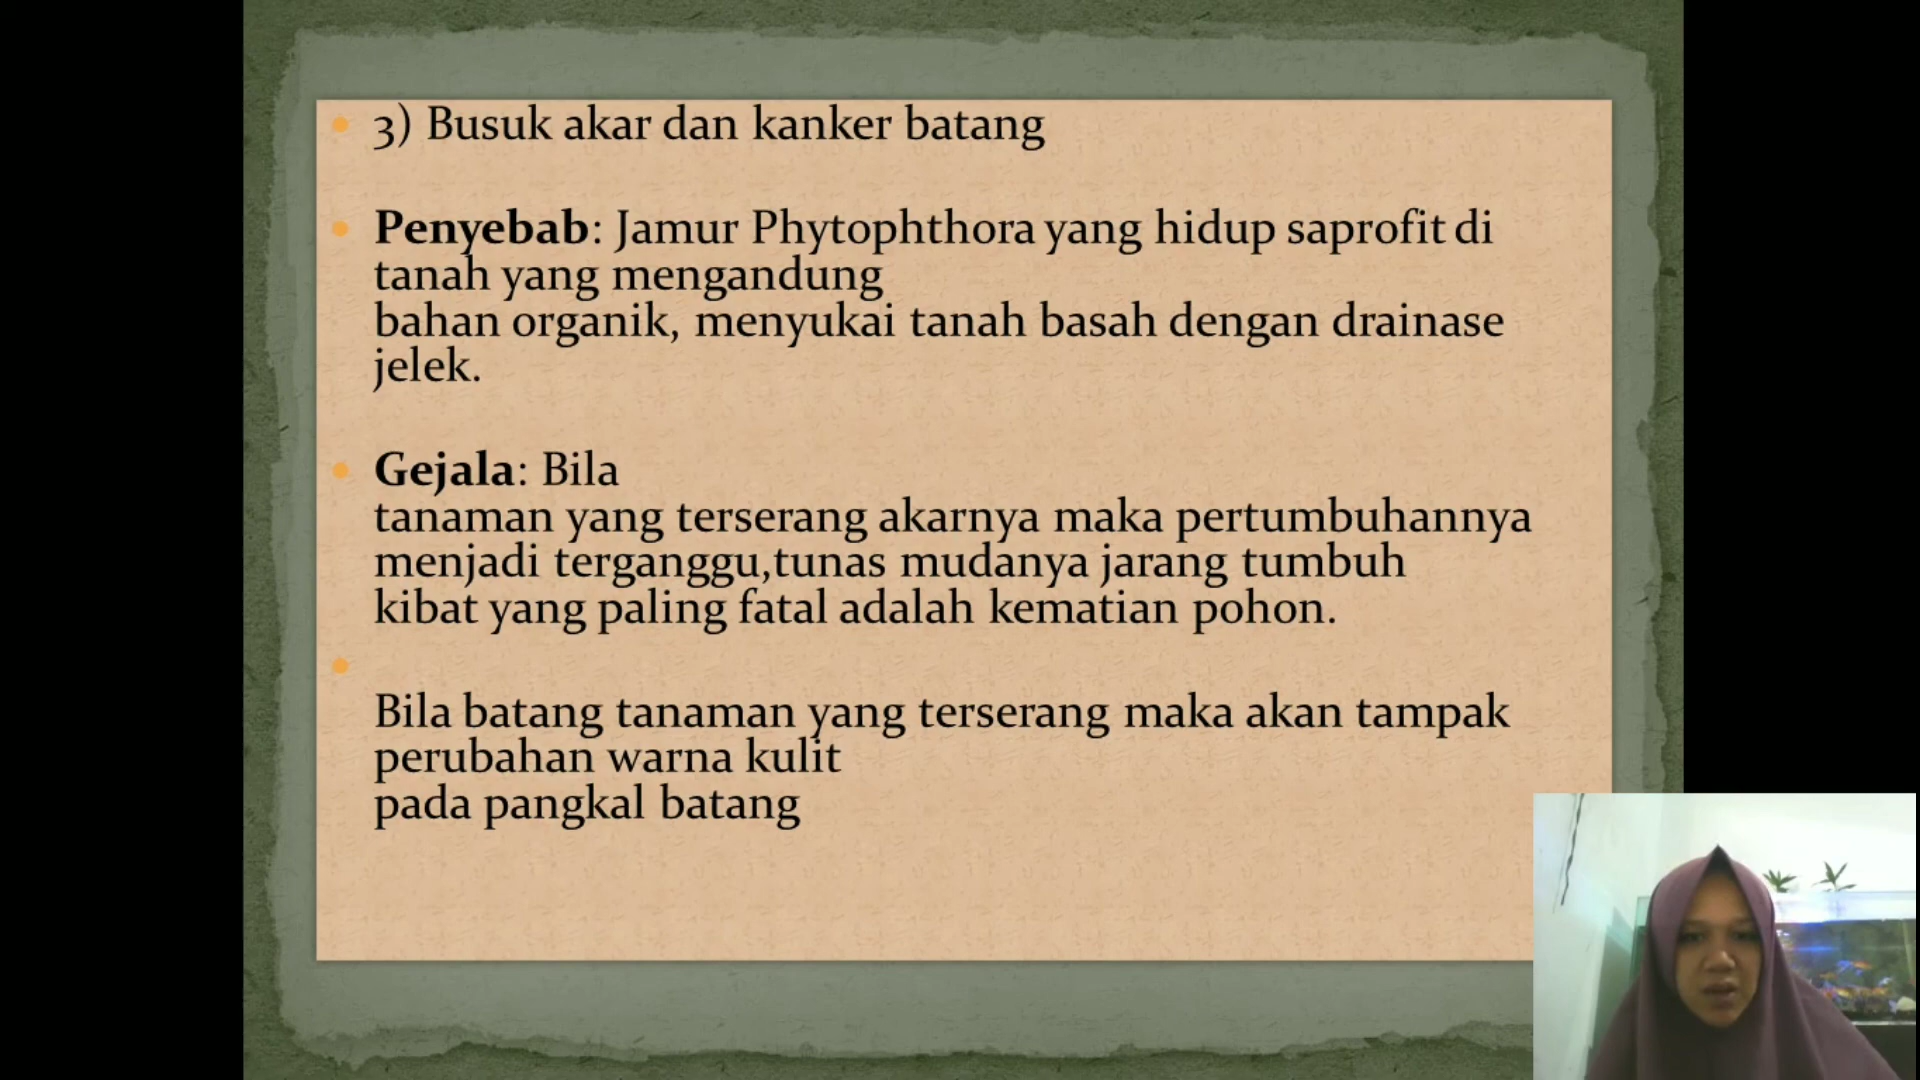 3) Busuk akar dan kanker batang
Penyebab: Jamur Phytophthora yang hidup saprofit di
tanah yang mengandung
bahan organik, menyukai tanah basah dengan drainase
jelek.
Gejala: Bila
tanaman yang terserang akarnya maka pertumbuhannya
menjadi terganggu,tunas mudanya jarang tumbuh
kibat yang paling fatal adalah kematian pohon.
Bila batang tanaman yang terserang maka akan tampak
perubahan warna kulit
pada pangkal batang